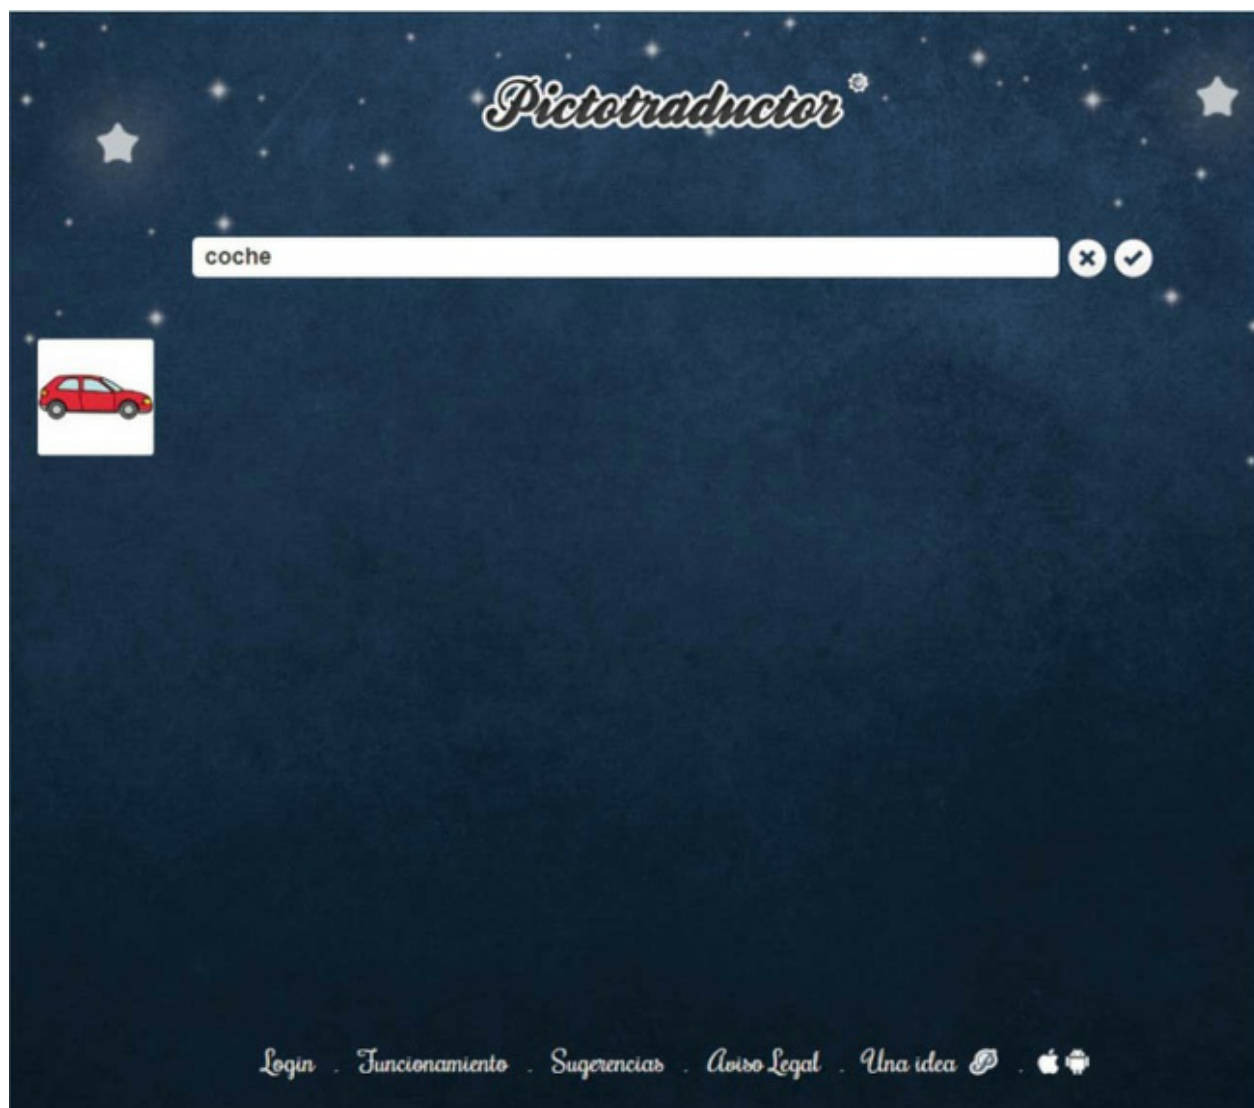 Pictotraductor
coche
Login . Funcionamiento . Sugerencias . Aviso Legal . Una idea P .